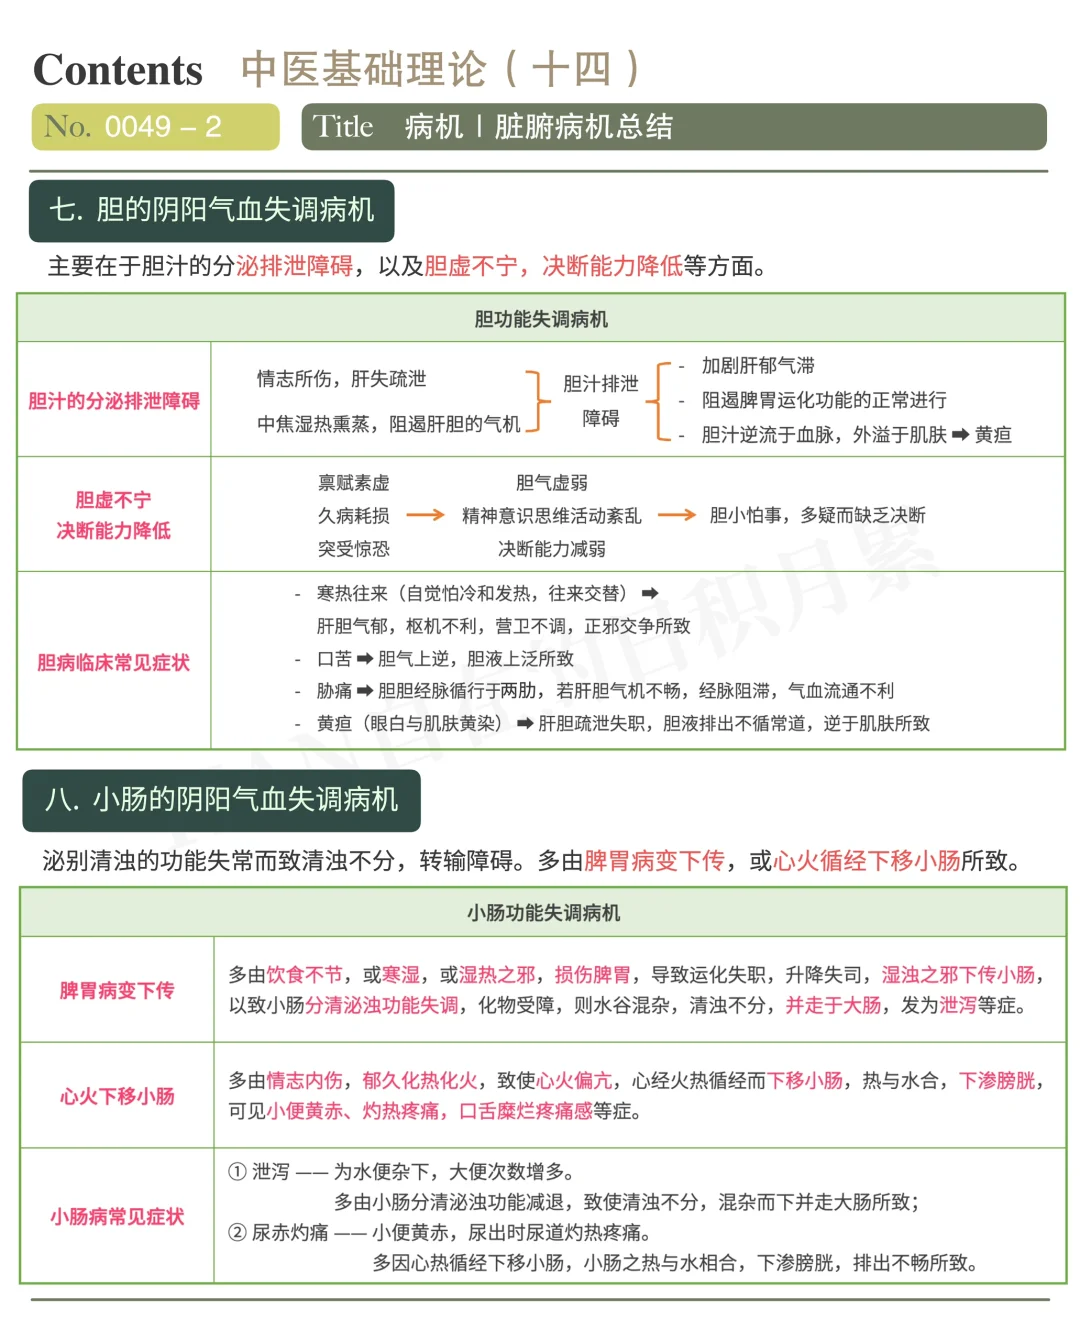 Contents 中医基础理论（十四）
No. 0049 – 2
Title 病机 | 脏腑病机总结
七. 胆的阴阳气血失调病机
主要在于胆汁的分泌排泄障碍，以及胆虚不宁，决断能力降低等方面。
胆功能失调病机
胆汁的分泌排泄障碍
情志所伤，肝失疏泄
中焦湿热熏蒸，阻遏肝胆的气机
胆汁排泄
障碍
- 加剧肝郁气滞
- 阻遏脾胃运化功能的正常进行
- 胆汁逆流于血脉，外溢于肌肤 ➡ 黄疸
胆虚不宁
决断能力降低
禀赋素虚
久病耗损
突受惊恐
胆气虚弱
精神意识思维活动紊乱
决断能力减弱
胆小怕事，多疑而缺乏决断
胆病临床常见症状
- 寒热往来（自觉怕冷和发热，往来交替）➡
肝胆气郁，枢机不利，营卫不调，正邪交争所致
- 口苦 ➡ 胆气上逆，胆液上泛所致
- 胁痛 ➡ 胆胆经脉循行于两肋，若肝胆气机不畅，经脉阻滞，气血流通不利
- 黄疸（眼白与肌肤黄染）➡ 肝胆疏泄失职，胆液排出不循常道，逆于肌肤所致
八. 小肠的阴阳气血失调病机
泌别清浊的功能失常而致清浊不分，转输障碍。多由脾胃病变下传，或心火循经下移小肠所致。
小肠功能失调病机
脾胃病变下传
多由饮食不节，或寒湿，或湿热之邪，损伤脾胃，导致运化失职，升降失司，湿浊之邪下传小肠，
以致小肠分清泌浊功能失调，化物受障，则水谷混杂，清浊不分，并走于大肠，发为泄泻等症。
心火下移小肠
多由情志内伤，郁久化热化火，致使心火偏亢，心经火热循经而下移小肠，热与水合，下渗膀胱，
可见小便黄赤、灼热疼痛，口舌糜烂疼痛感等症。
小肠病常见症状
① 泄泻 —— 为水便杂下，大便次数增多。
多由小肠分清泌浊功能减退，致使清浊不分，混杂而下并走大肠所致；
② 尿赤灼痛 —— 小便黄赤，尿出时尿道灼热疼痛。
多因心热循经下移小肠，小肠之热与水相合，下渗膀胱，排出不畅所致。